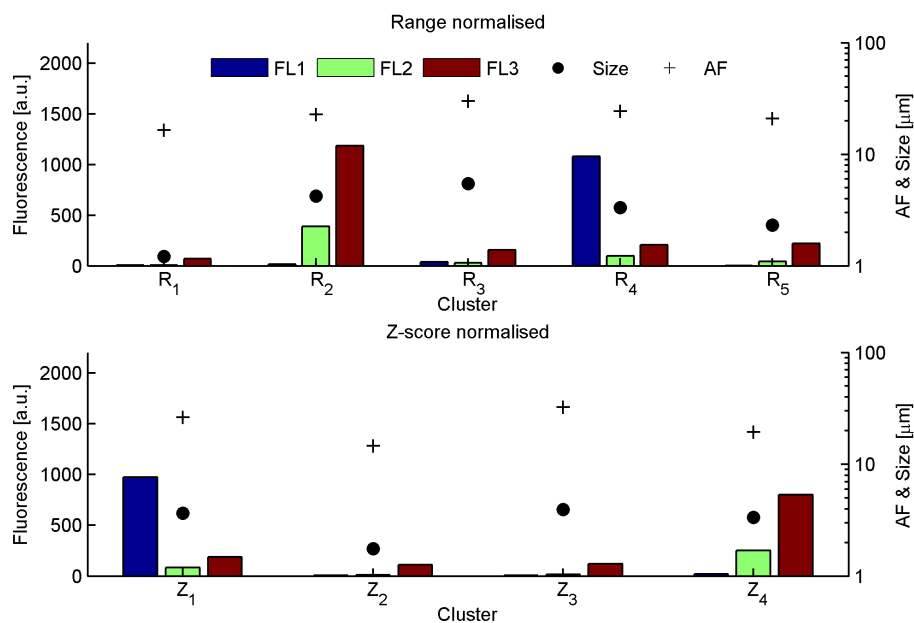 Range normalised
FL1 FL2 FL3 Size AF
2000
1500
1000
500
0
Fluorescence [a.u.]
100
10
1
AF & Size [μm]
R1 R2 R3 R4 R5
Cluster
Z-score normalised
2000
1500
1000
500
0
Fluorescence [a.u.]
100
10
1
AF & Size [μm]
Z1 Z2 Z3 Z4
Cluster